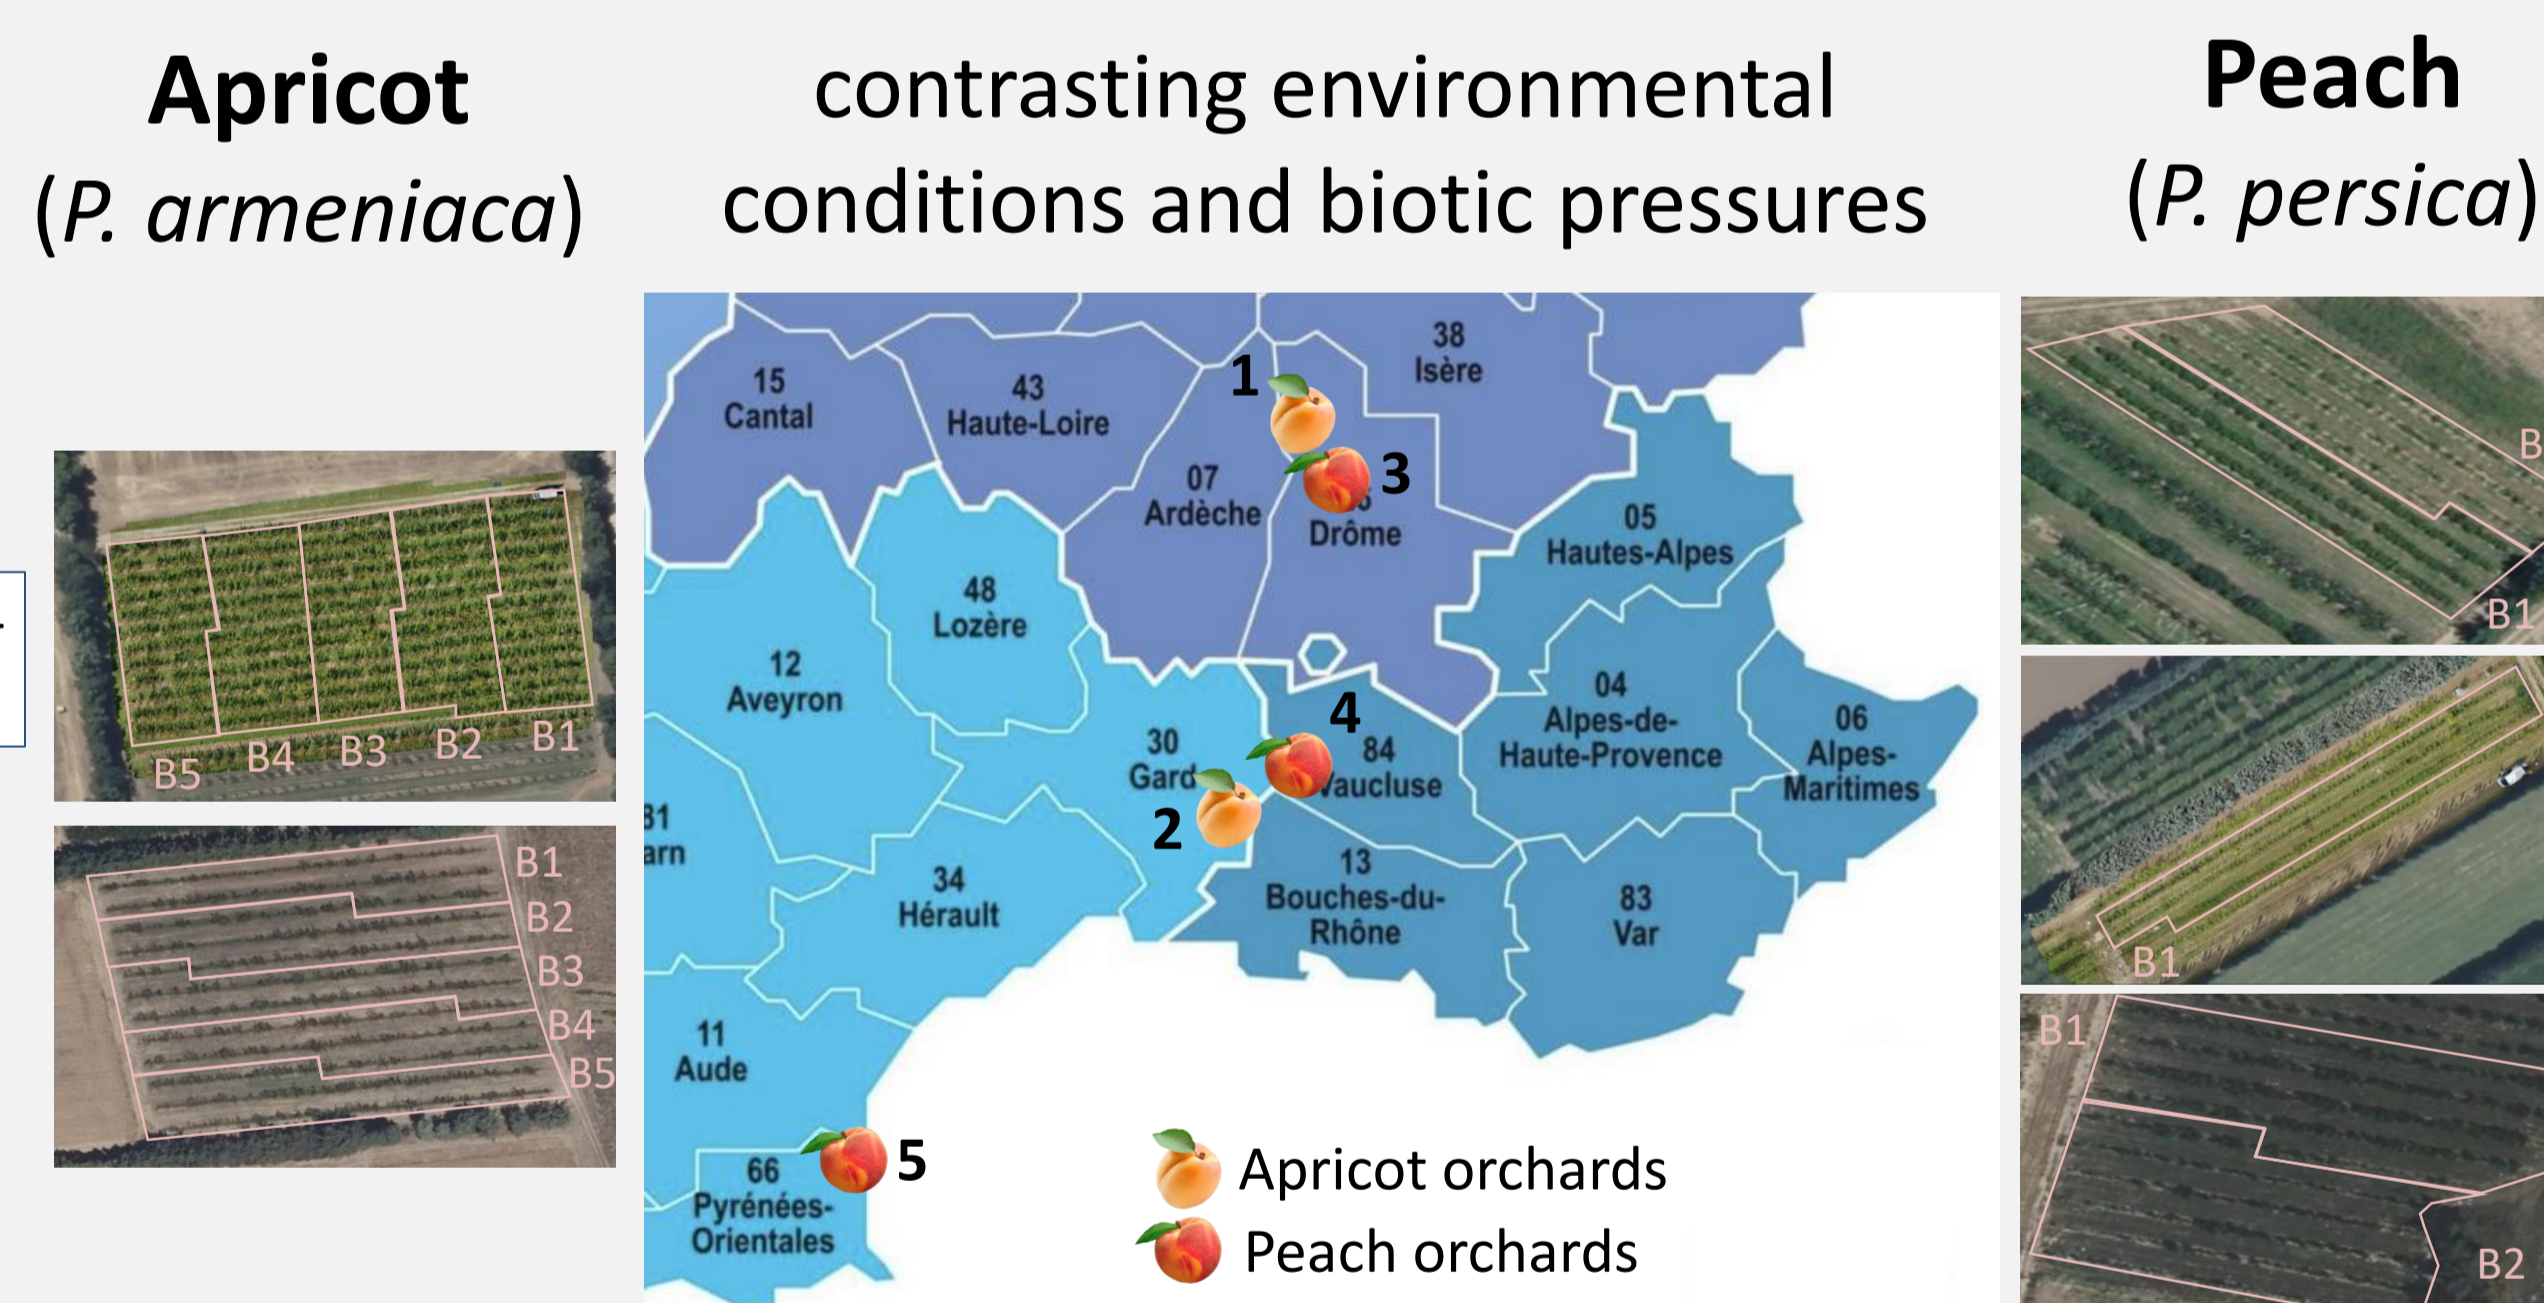 Apricot
(P. armeniaca)
contrasting environmental
conditions and biotic pressures
Peach
(P. persica)
B5
B4
B3
B2
B1
B1
B2
B3
B4
B5
15
Cantal
43
Haute-Loire
38
Isère
1
07
Ardèche
3
Drôme
05
Hautes-Alpes
48
Lozère
12
Aveyron
30
Gard
4
84
Vaucluse
2
04
Alpes-de-
Haute-Provence
06
Alpes-
Maritimes
81
arn
34
Hérault
13
Bouches-du-
Rhône
83
Var
11
Aude
66
Pyrénées-
Orientales
5
Apricot orchards
Peach orchards
B
B1
B1
B1
B2